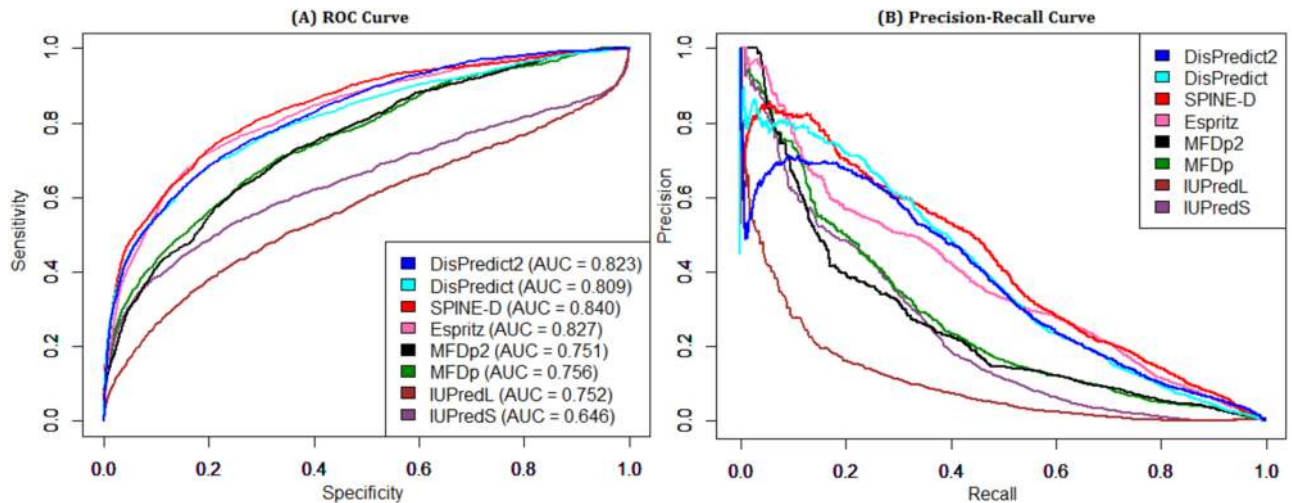 (A) ROC Curve
1.0
0.8
0.6
0.4
0.2
0.0
Sensitivity
DisPredict2 (AUC = 0.823)
DisPredict (AUC = 0.809)
SPINE-D (AUC = 0.840)
Espritz (AUC = 0.827)
MFDp2 (AUC = 0.751)
MFDp (AUC = 0.756)
IUPredL (AUC = 0.752)
IUPredS (AUC = 0.646)
0.0 0.2 0.4 0.6 0.8 1.0
Specificity
(B) Precision-Recall Curve
1.0
0.8
0.6
0.4
0.2
0.0
Precision
DisPredict2
DisPredict
SPINE-D
Espritz
MFDp2
MFDp
IUPredL
IUPredS
0.0 0.2 0.4 0.6 0.8 1.0
Recall